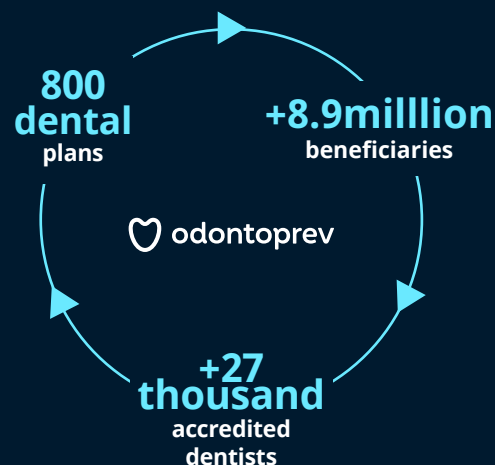 800
dental
plans
+8.9milllion
beneficiaries
odontoprev
+27
thousand
accredited
dentists